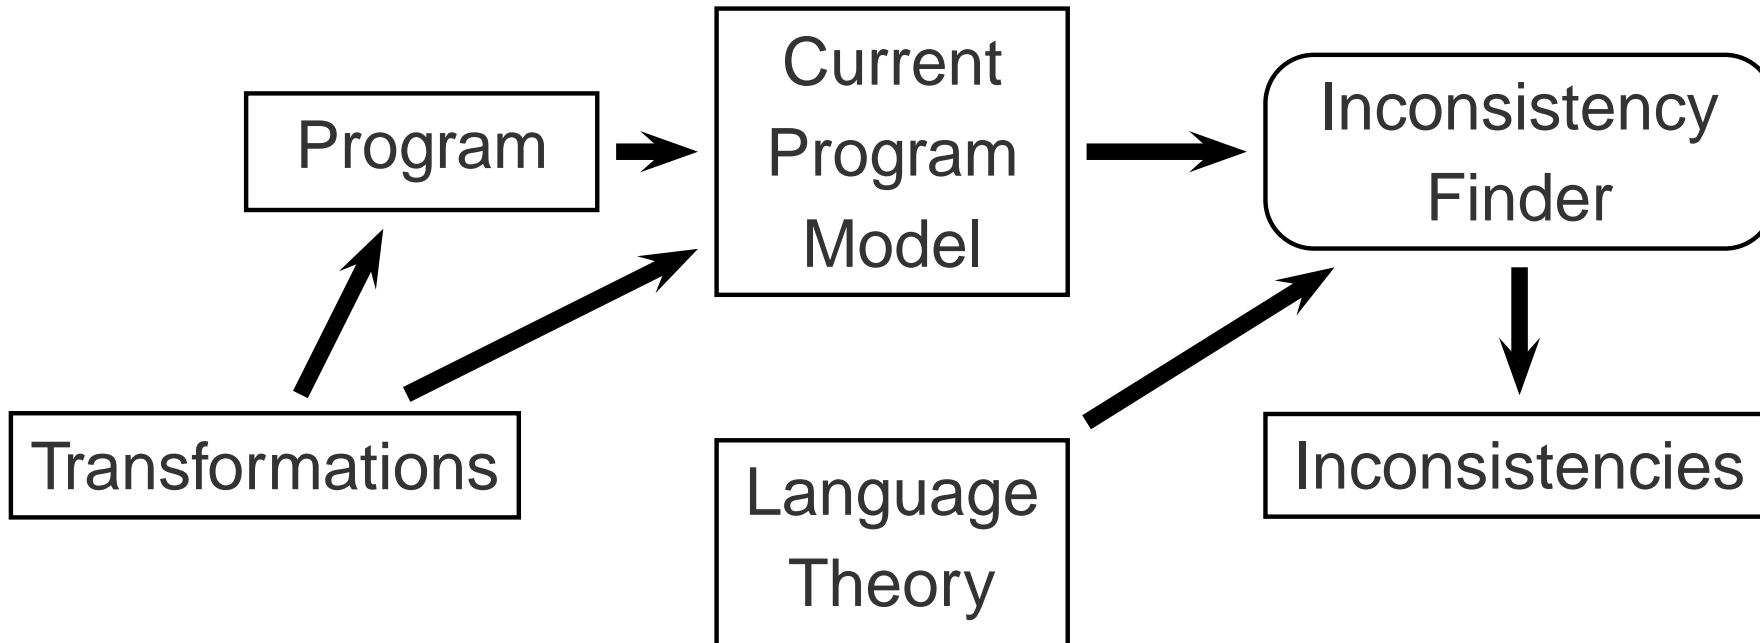 Program
Current
Program
Model
Inconsistency
Finder
Transformations
Language
Theory
Inconsistencies